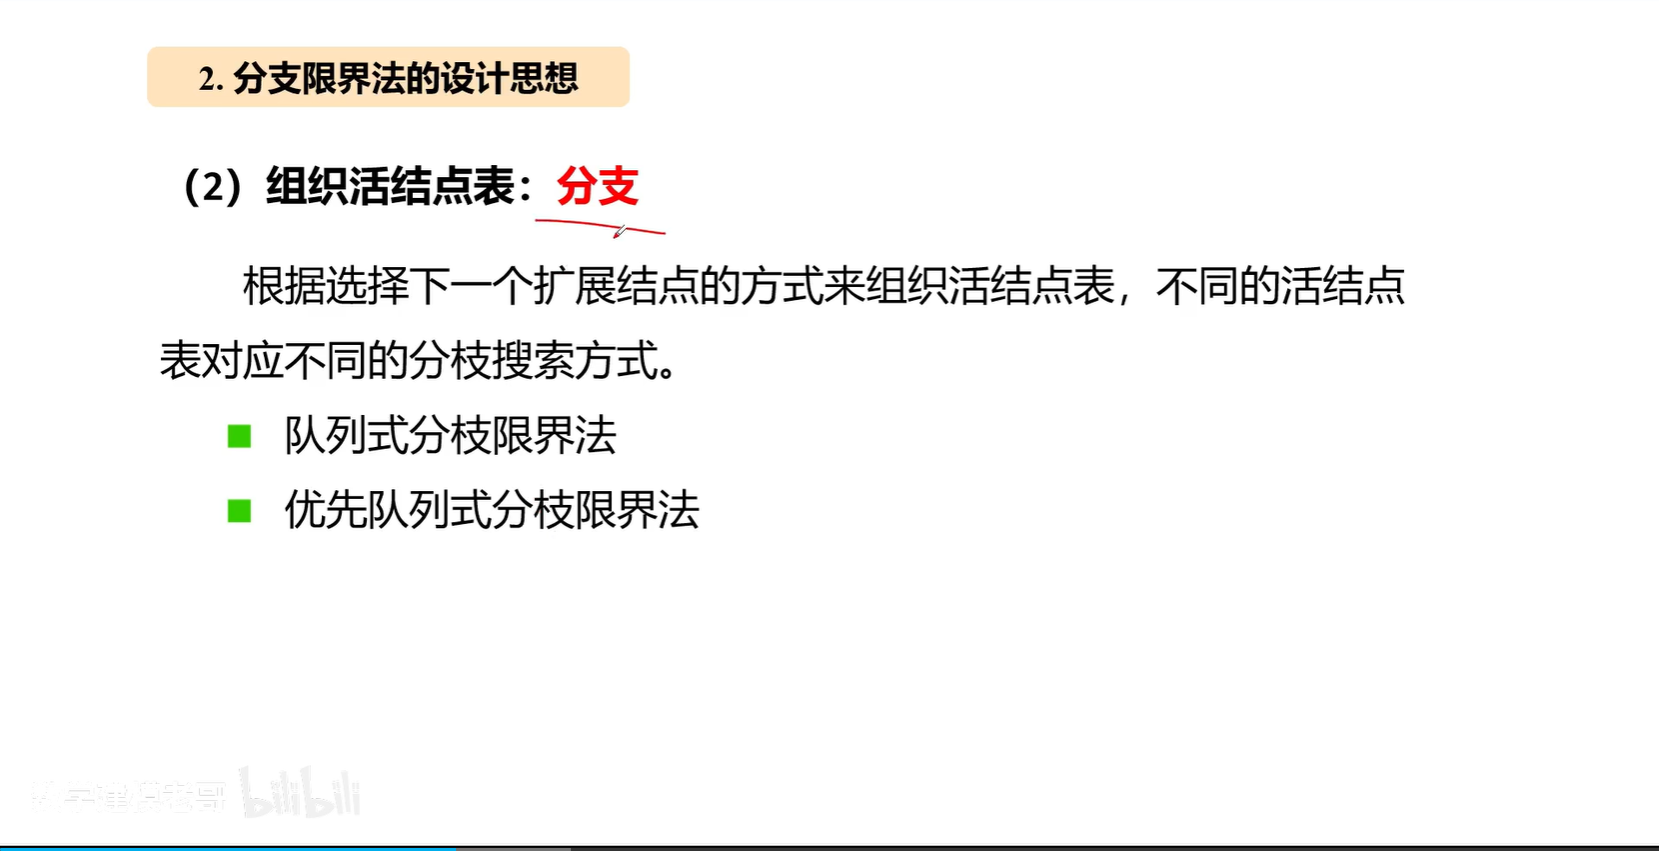 2. 分支限界法的设计思想
（2）组织活结点表：分支
根据选择下一个扩展结点的方式来组织活结点表，不同的活结点
表对应不同的分枝搜索方式。
队列式分枝限界法
优先队列式分枝限界法
数学建模老哥 bilibili